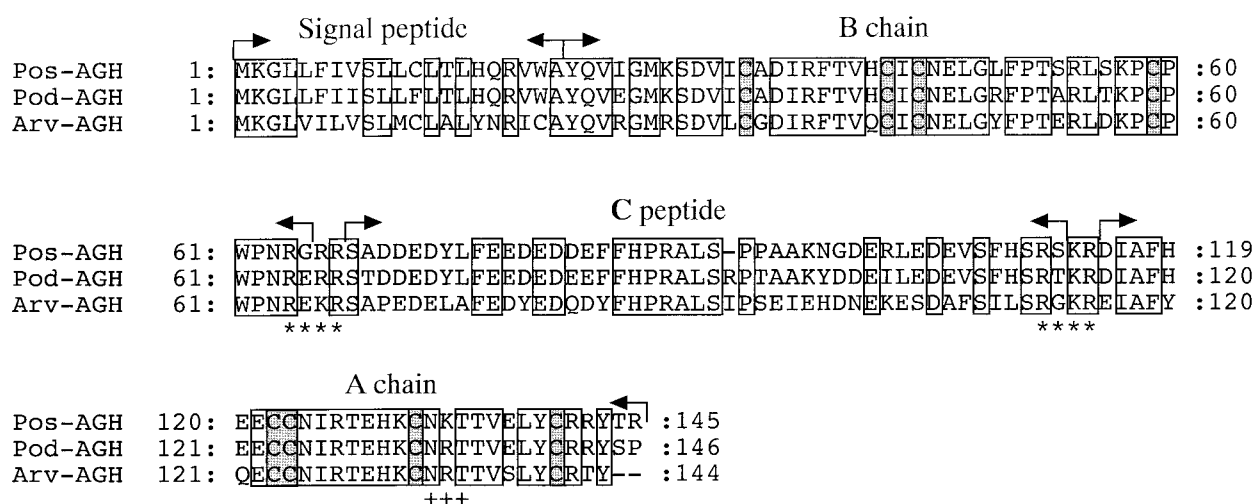 Signal peptide B chain
Pos-AGH 1: MKGLLFIVSLLCLTLHQRVWAYQVIGMKSDVICADIRFTVHCICNELGLFPTSRLSKPCP :60
Pod-AGH 1: MKGLLFIISLLFLTLHQRVWAYQVEGMKSDVICADIRFTVHCICNELGRFPTARLTKPCP :60
Arv-AGH 1: MKGLVILVSLMCLALYNRICAYQVRGMRSDVLCGDIRFTVQCICNELGYFPTERLDKPCP :60
C peptide
Pos-AGH 61: WPNRGRRSADDEDYLFEEDEDDEFFHPRALS-PPAAKNGDERLEDEVSFHSRSKRDIAFH :119
Pod-AGH 61: WPNRERRSTDDEDYLFEEDEDEEFFHPRALSRPTAAKYDDEILEDEVSFHSRTKRDIAFH :120
Arv-AGH 61: WPNREKRSAPEDELAFEDYEDQDYFHPRALSIPSEIEHDNEKESDAFSILSRGKREIAFY :120
**** ****
A chain
Pos-AGH 120: EECCNIRTEHKCNKTTVELYCRRYTR :145
Pod-AGH 121: EECCNIRTEHKCNRTTVELYCRRYSP :146
Arv-AGH 121: QECCNIRTEHKCNRTTVSLYCRTY-- :144
+++